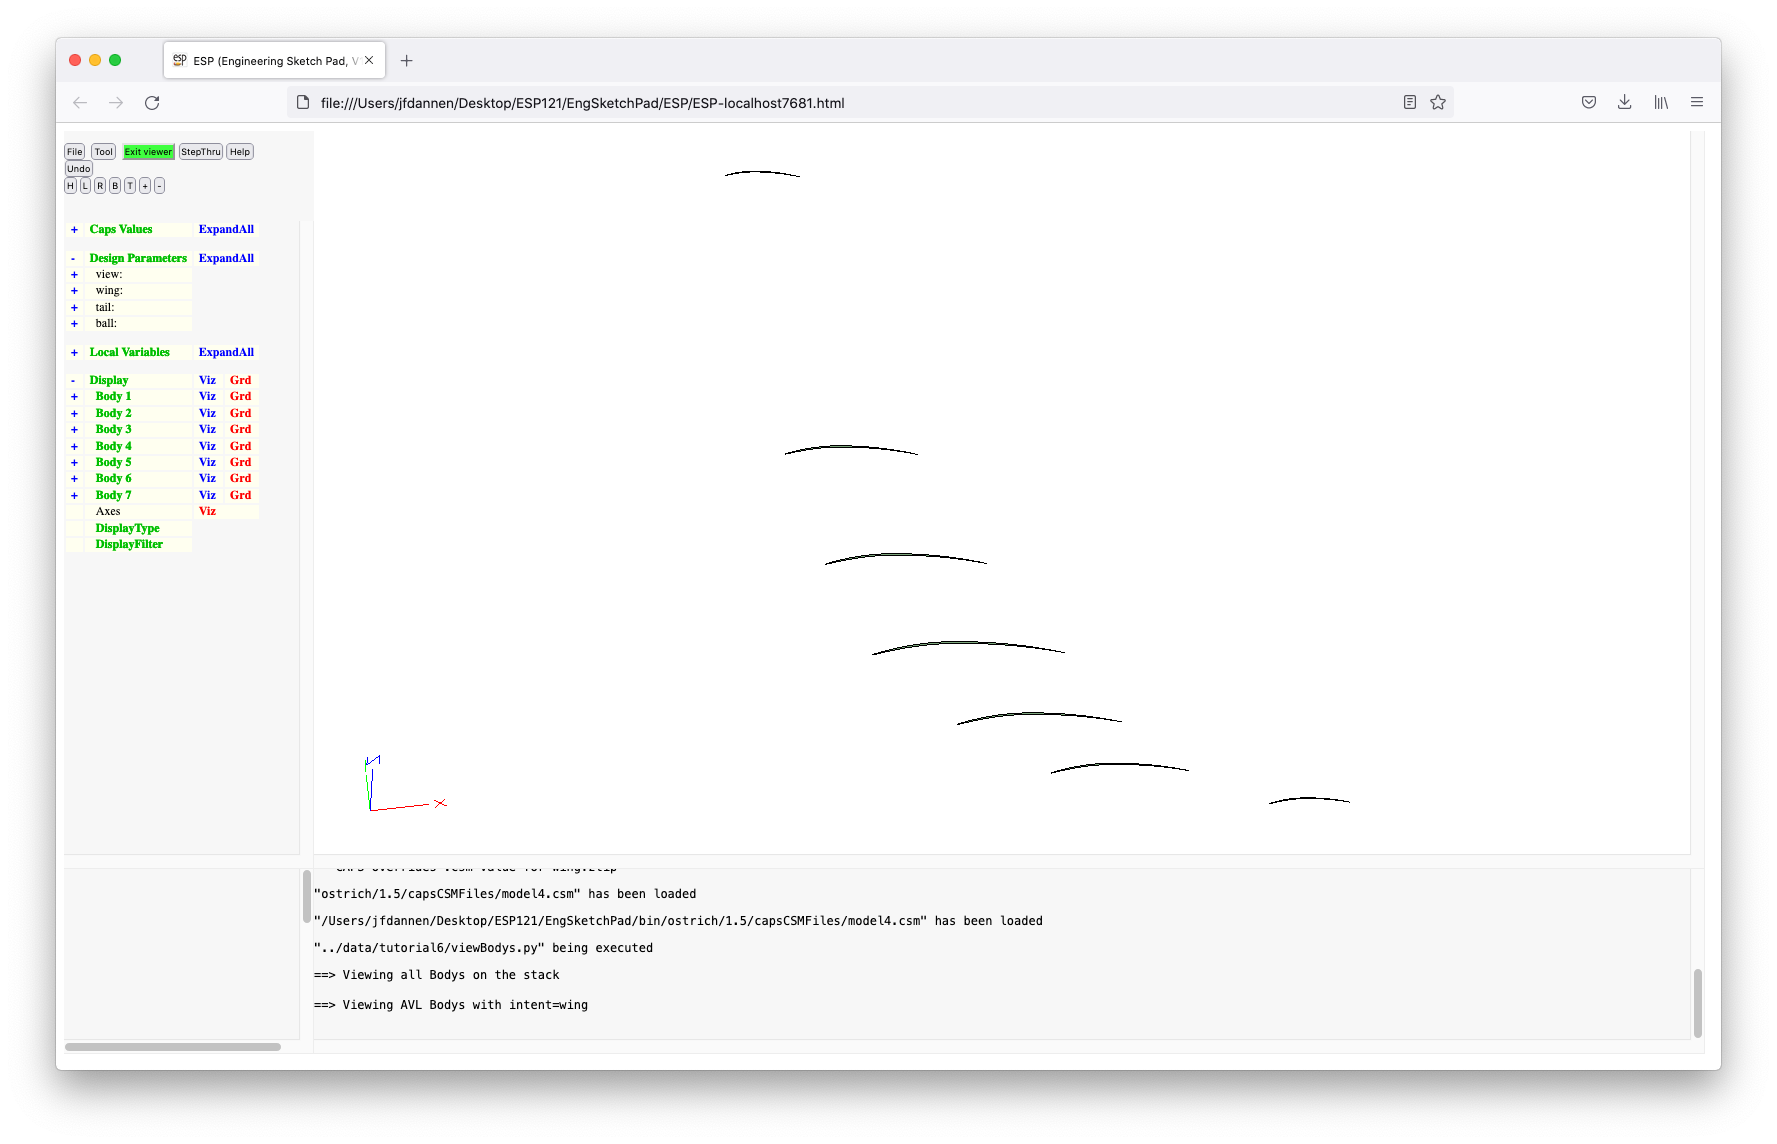 esp ESP (Engineering Sketch Pad, V
file:///Users/jfdannen/Desktop/ESP121/EngSketchPad/ESP/ESP-localhost7681.html
File Tool Exit viewer StepThru Help
Undo
H L R B T + -
+ Caps Values ExpandAll
- Design Parameters ExpandAll
+ view:
+ wing:
+ tail:
+ ball:
+ Local Variables ExpandAll
- Display Viz Grd
+ Body 1 Viz Grd
+ Body 2 Viz Grd
+ Body 3 Viz Grd
+ Body 4 Viz Grd
+ Body 5 Viz Grd
+ Body 6 Viz Grd
+ Body 7 Viz Grd
Axes Viz
DisplayType
DisplayFilter
X
"ostrich/1.5/capsCSMFiles/model4.csm" has been loaded
"/Users/jfdannen/Desktop/ESP121/EngSketchPad/bin/ostrich/1.5/capsCSMFiles/model4.csm" has been loaded
"../data/tutorial6/viewBodys.py" being executed
==> Viewing all Bodys on the stack
==> Viewing AVL Bodys with intent=wing